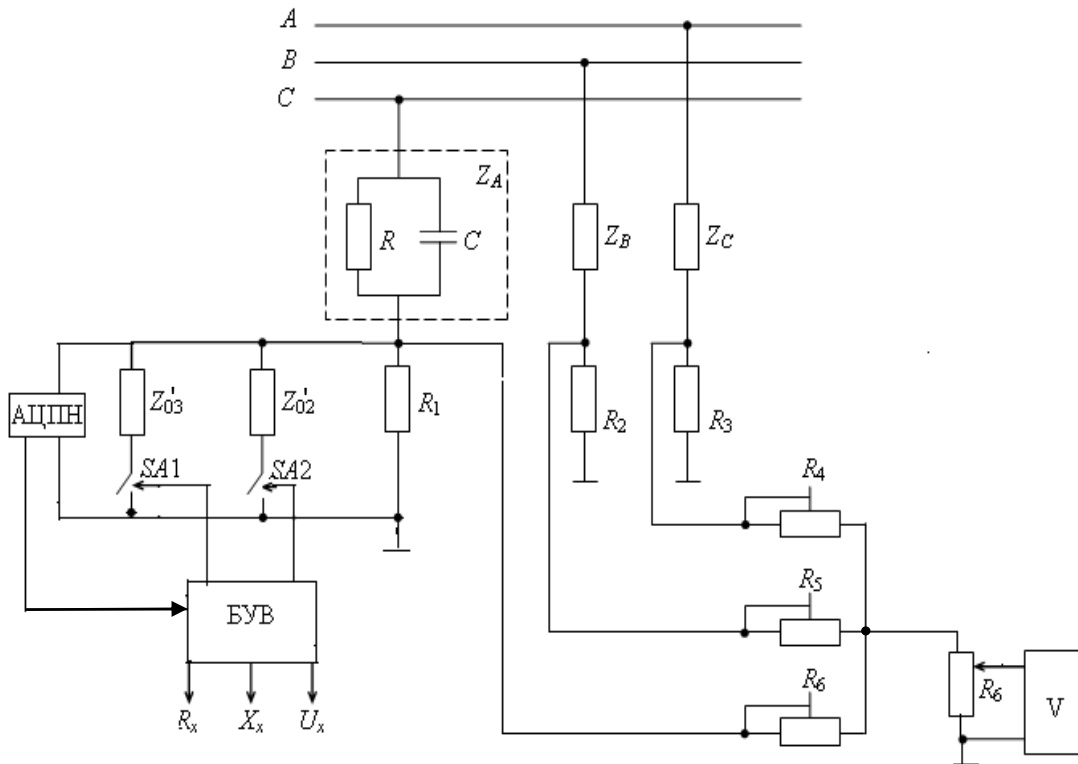 A
B
C
Z_A
R
C
Z_B
Z_C
АЦПН
Z'_03
Z'_02
R_1
R_2
R_3
SA1
SA2
R_4
R_5
R_6
R_6
V
БУВ
R_x
X_x
U_x